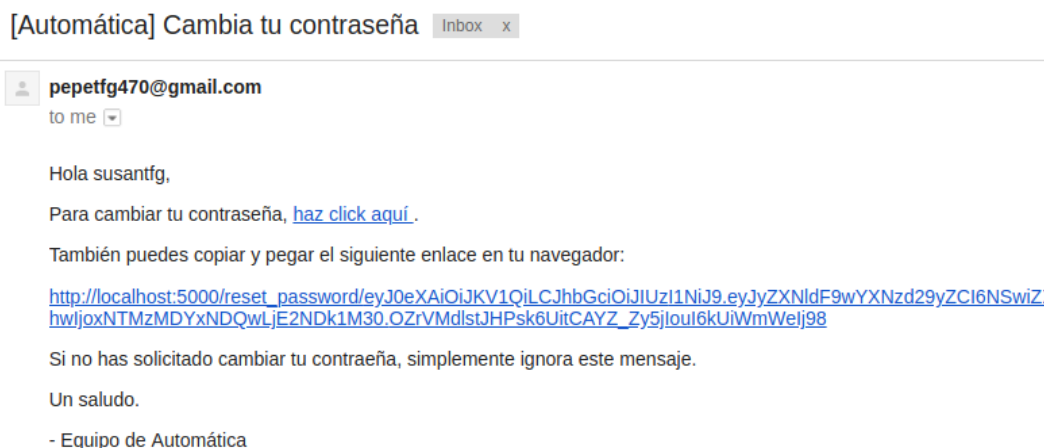 [Automática] Cambia tu contraseña Inbox x
pepetfg470@gmail.com
to me
Hola susantfg,
Para cambiar tu contraseña, haz click aquí .
También puedes copiar y pegar el siguiente enlace en tu navegador:
http://localhost:5000/reset_password/eyJ0eXAiOiJKV1QiLCJhbGciOiJIUzI1NiJ9.eyJyZXNldF9wYXNzd29yZCI6NSwiZ
hwIjoxNTMzMDYxNDQwLjE2NDk1M30.OZrVMdlstJHPsk6UitCAYZ_Zy5jIouI6kUiWmWeIj98
Si no has solicitado cambiar tu contraeña, simplemente ignora este mensaje.
Un saludo.
- Equipo de Automática